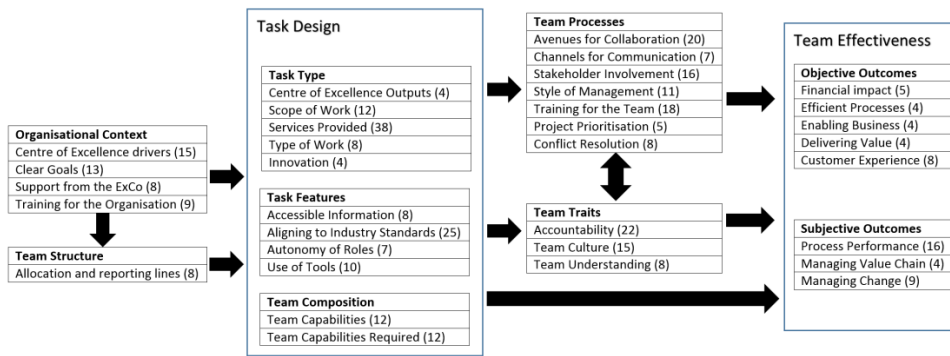 Organisational Context
Centre of Excellence drivers (15)
Clear Goals (13)
Support from the ExCo (8)
Training for the Organisation (9)
Team Structure
Allocation and reporting lines (8)
Task Design
Task Type
Centre of Excellence Outputs (4)
Scope of Work (12)
Services Provided (38)
Type of Work (8)
Innovation (4)
Task Features
Accessible Information (8)
Aligning to Industry Standards (25)
Autonomy of Roles (7)
Use of Tools (10)
Team Composition
Team Capabilities (12)
Team Capabilities Required (12)
Team Processes
Avenues for Collaboration (20)
Channels for Communication (7)
Stakeholder Involvement (16)
Style of Management (11)
Training for the Team (18)
Project Prioritisation (5)
Conflict Resolution (8)
Team Traits
Accountability (22)
Team Culture (15)
Team Understanding (8)
Team Effectiveness
Objective Outcomes
Financial impact (5)
Efficient Processes (4)
Enabling Business (4)
Delivering Value (4)
Customer Experience (8)
Subjective Outcomes
Process Performance (16)
Managing Value Chain (4)
Managing Change (9)